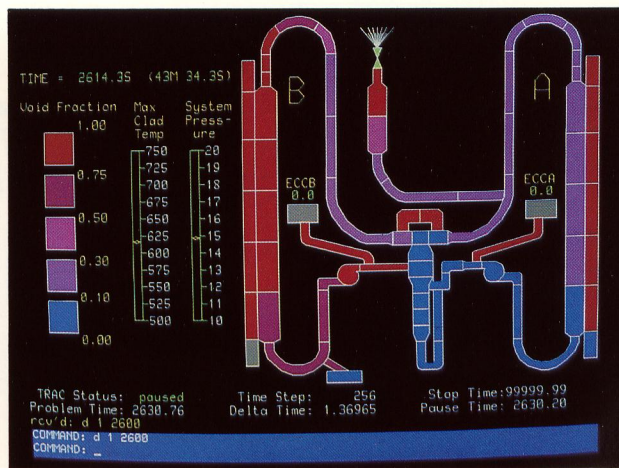 TIME = 2614.3S (43M 34.3S)
B
A
Void Fraction
1.00
0.75
0.50
0.30
0.10
0.00
Max Clad Temp
750
725
700
675
650
625
600
575
550
525
500
System Press-ure
20
19
18
17
16
15
14
13
12
11
10
ECCB
0.0
ECCA
0.0
TRAC Status: paused
Time Step: 256
Stop Time:99999.99
Problem Time: 2630.76
Delta Time: 1.36965
Pause Time: 2630.20
rcv'd: d 1 2600
COMMAND: d 1 2600
COMMAND: _